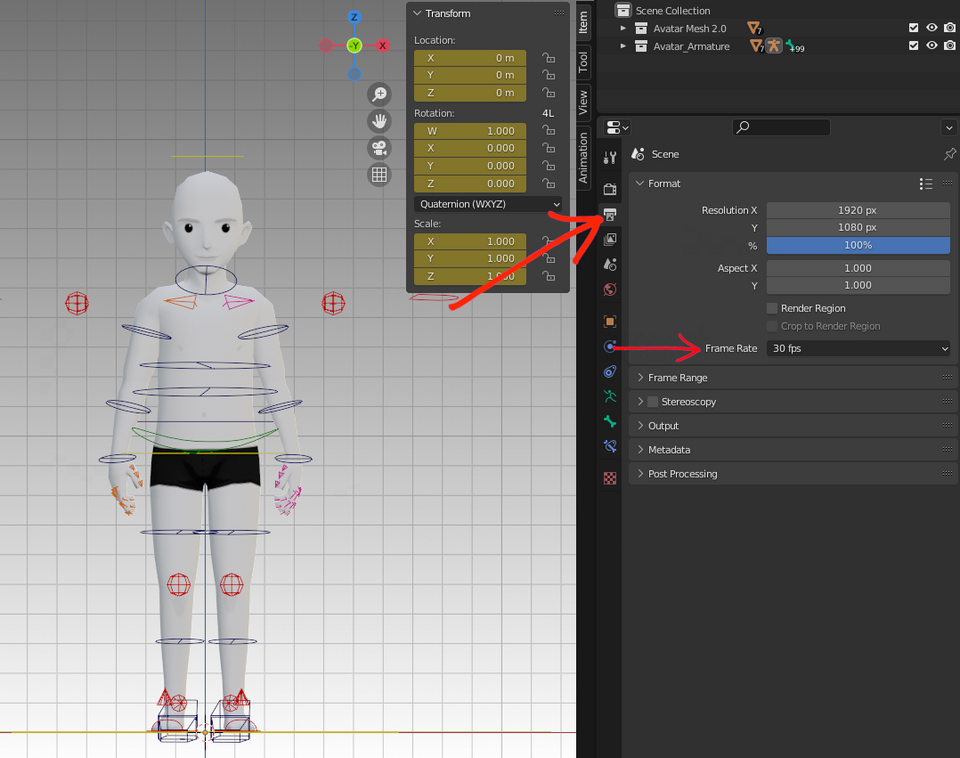 Z
-Y
X
Transform
Location:
X 0 m
Y 0 m
Z 0 m
Rotation: 4L
W 1.000
X 0.000
Y 0.000
Z 0.000
Quaternion (WXYZ)
Scale:
X 1.000
Y 1.000
Z 1.000
Item
Tool
View
Animation
Scene Collection
Avatar Mesh 2.0 7
Avatar_Armature 7 +99
Scene
Format
Resolution X 1920 px
Y 1080 px
% 100%
Aspect X 1.000
Y 1.000
Render Region
Crop to Render Region
Frame Rate 30 fps
Frame Range
Stereoscopy
Output
Metadata
Post Processing